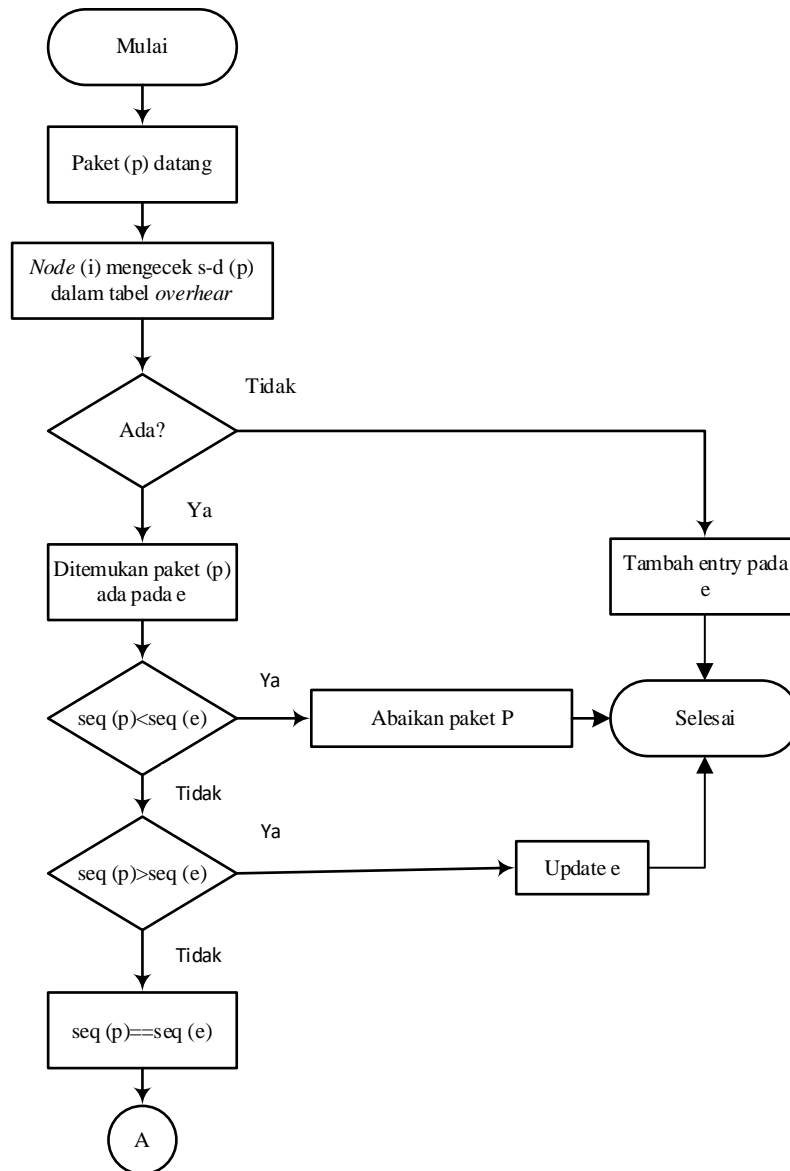 Mulai
Paket (p) datang
Node (i) mengecek s-d (p)
dalam tabel overhear
Tidak
Ada?
Ya
Ditemukan paket (p)
ada pada e
Tambah entry pada
e
seq (p)<seq (e)
Ya
Abaikan paket P
Selesai
Tidak
seq (p)>seq (e)
Ya
Update e
Tidak
seq (p)==seq (e)
A